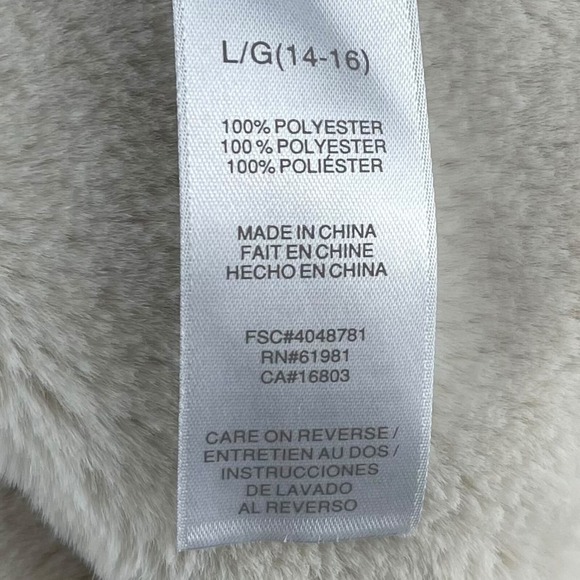 L/G(14-16)
100% POLYESTER
100 % POLYESTER
100% POLIÉSTER
MADE IN CHINA
FAIT EN CHINE
HECHO EN CHINA
FSC#4048781
RN#61981
CA#16803
CARE ON REVERSE /
ENTRETIEN AU DOS /
INSTRUCCIONES
DE LAVADO
AL REVERSO